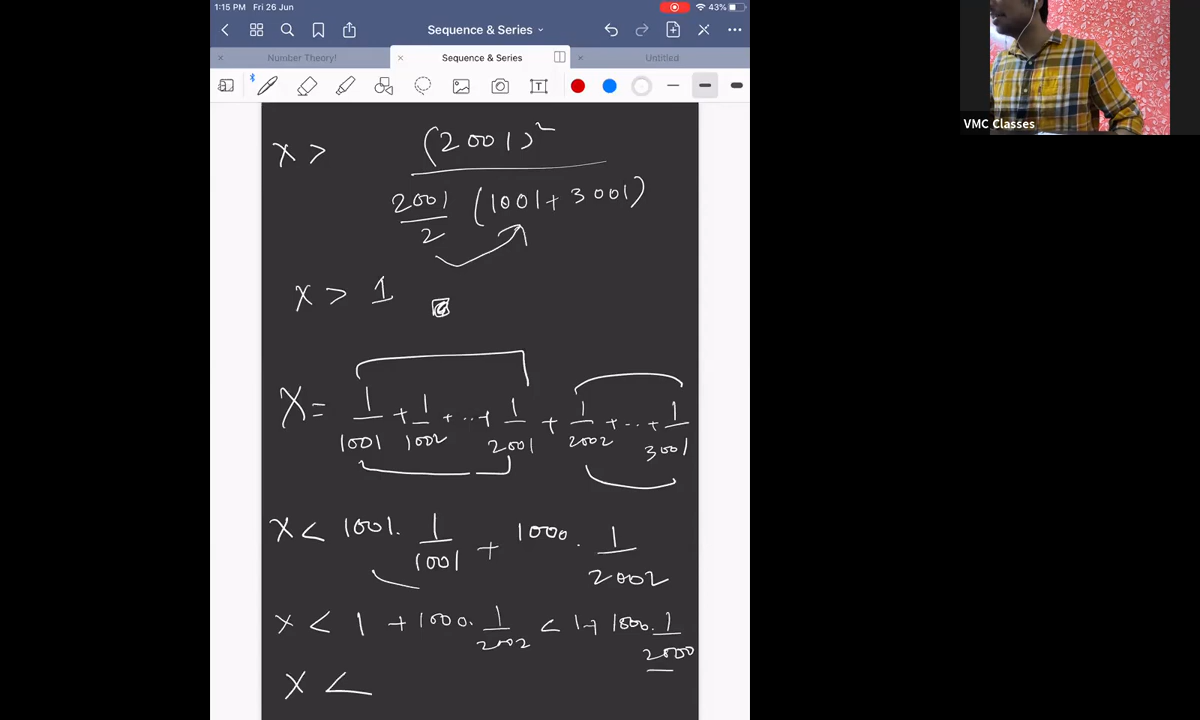 1:15 PM Fri 26 Jun 43%
Sequence & Series
Number Theory! Sequence & Series Untitled
VMC Classes
x > (2001)² / (2001/2 (1001 + 3001))
x > 1
X = 1/1001 + 1/1002 + ... + 1/2001 + 1/2002 + ... + 1/3001
x < 1001. 1/1001 + 1000. 1/2002
x < 1 + 1000. 1/2002 < 1 + 1000. 1/2000
x <